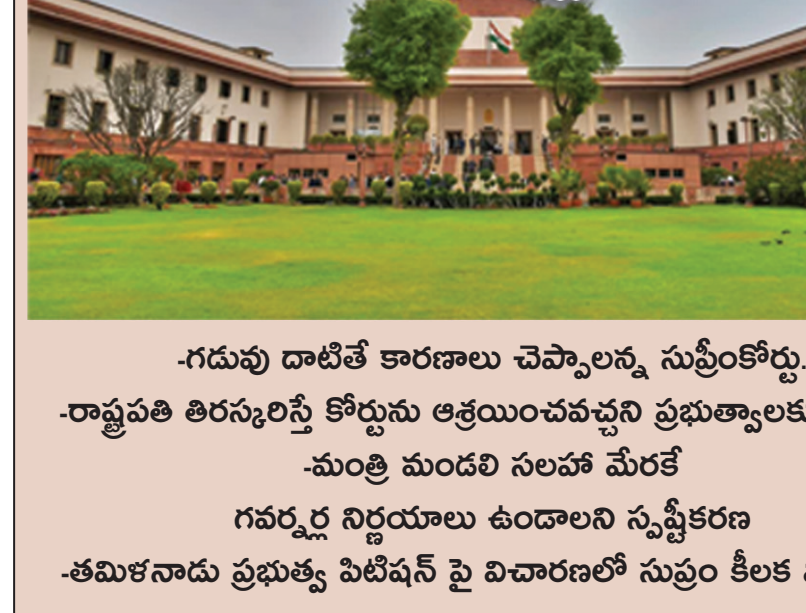 -గడువు దాటితే కారణాలు చెప్పాలన్న సుప్రీంకోర్టు.
-రాష్ట్రపతి తిరస్కరిస్తే కోర్టును ఆశ్రయించవచ్చని ప్రభుత్వాలకు
-మంత్రి మండలి సలహా మేరకే
గవర్నర్ల నిర్ణయాలు ఉండాలని స్పష్టీకరణ
-తమిళనాడు ప్రభుత్వ పిటిషన్ పై విచారణలో సుప్రం కీలక